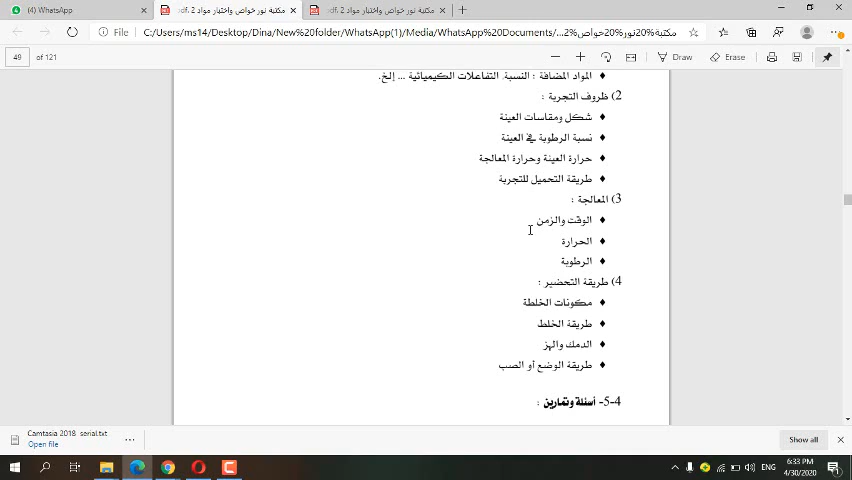 (4) WhatsApp
مكتبة نور خواص واختبار مواد 2 .pdf
مكتبة نور خواص واختبار مواد 2 .pdf
File
C:/Users/ms14/Desktop/Dina/New%20folder/WhatsApp(1)/Media/WhatsApp%20Documents/مكتبة%20نور%20خواص%2...
49 of 121
Draw
Erase
♦ المواد المضافة : النسبة، التفاعلات الكيميائية ... إلخ.
2) ظروف التجربة :
♦ شكل ومقاسات العينة
♦ نسبة الرطوبة في العينة
♦ حرارة العينة وحرارة المعالجة
♦ طريقة التحميل للتجربة
3) المعالجة :
♦ الوقت والزمن
♦ الحرارة
♦ الرطوبة
4) طريقة التحضير :
♦ مكونات الخلطة
♦ طريقة الخلط
♦ الدمك والهز
♦ طريقة الوضع أو الصب
4-5- أسئلة وتمارين :
Camtasia 2018 serial.txt
Open file
Show all
ENG
6:33 PM
4/30/2020